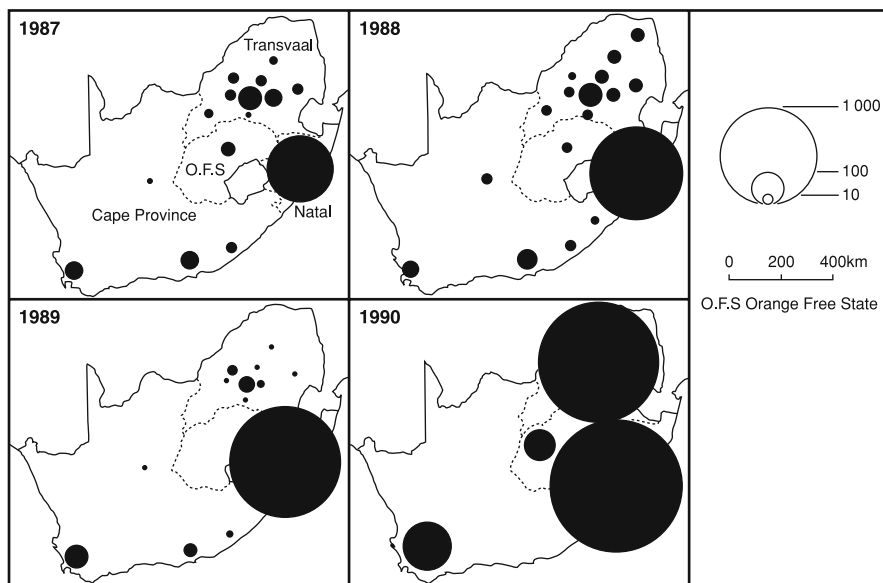 1987
Transvaal
O.F.S
Cape Province
Natal
1988
1989
1990
1 000
100
10
0 200 400km
O.F.S Orange Free State